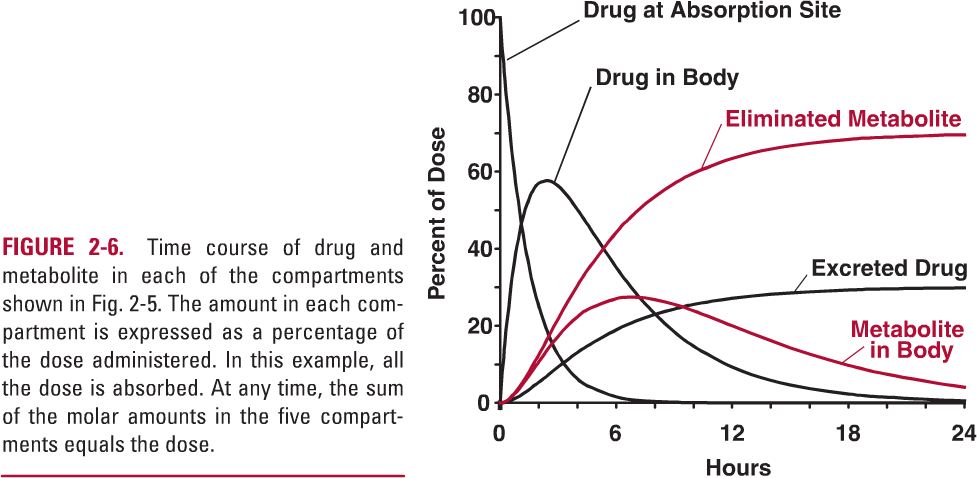 FIGURE 2-6. Time course of drug and
metabolite in each of the compartments
shown in Fig. 2-5. The amount in each com-
partment is expressed as a percentage of
the dose administered. In this example, all
the dose is absorbed. At any time, the sum
of the molar amounts in the five compart-
ments equals the dose.
Percent of Dose
100
80
60
40
20
0
Drug at Absorption Site
Drug in Body
Eliminated Metabolite
Excreted Drug
Metabolite
in Body
0 6 12 18 24
Hours